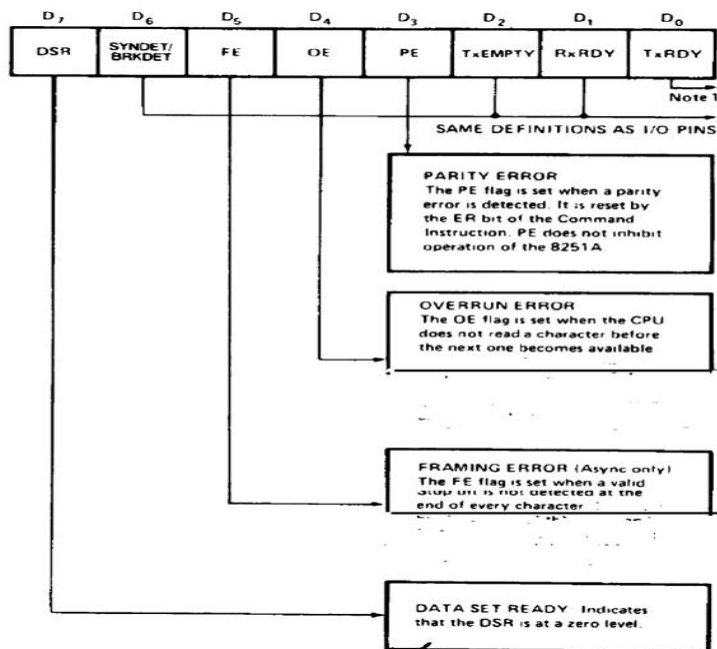 D7 D6 D5 D4 D3 D2 D1 D0
DSR SYNDET/ BRKDET FE OE PE TxEMPTY RxRDY TxRDY
Note 1
SAME DEFINITIONS AS I/O PINS
PARITY ERROR
The PE flag is set when a parity
error is detected. It is reset by
the ER bit of the Command
Instruction. PE does not inhibit
operation of the 8251A
OVERRUN ERROR
The OE flag is set when the CPU
does not read a character before
the next one becomes available
FRAMING ERROR (Async only)
The FE flag is set when a valid
Stop bit is not detected at the
end of every character
DATA SET READY Indicates
that the DSR is at a zero level.